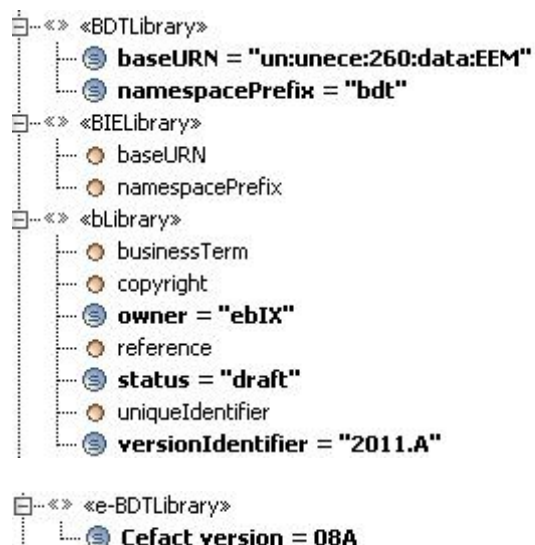 «» «BDTLibrary»
baseURN = "un:unece:260:data:EEM"
namespacePrefix = "bdt"
«» «BIELibrary»
baseURN
namespacePrefix
«» «bLibrary»
businessTerm
copyright
owner = "ebIX"
reference
status = "draft"
uniqueIdentifier
versionIdentifier = "2011.A"
«» «e-BDTLibrary»
Cefact version = 08A